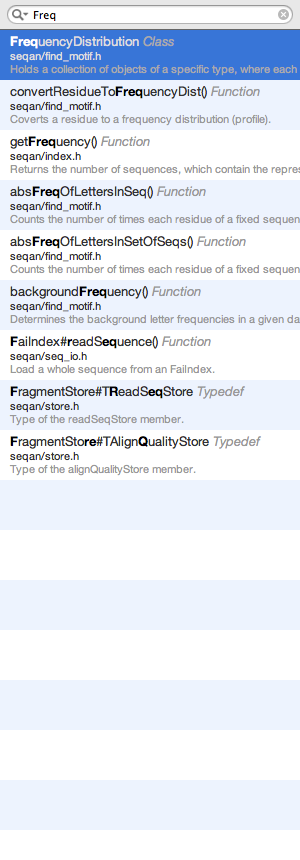 Freq
FrequencyDistribution Class
seqan/find_motif.h
Holds a collection of objects of a specific type, where each
convertResidueToFrequencyDist() Function
seqan/find_motif.h
Coverts a residue to a frequency distribution (profile).
getFrequency() Function
seqan/index.h
Returns the number of sequences, which contain the repre
absFreqOfLettersInSeq() Function
seqan/find_motif.h
Counts the number of times each residue of a fixed sequen
absFreqOfLettersInSetOfSeqs() Function
seqan/find_motif.h
Counts the number of times each residue of a fixed sequen
backgroundFrequency() Function
seqan/find_motif.h
Determines the background letter frequencies in a given da
FaiIndex#readSequence() Function
seqan/seq_io.h
Load a whole sequence from an FaiIndex.
FragmentStore#TReadSeqStore Typedef
seqan/store.h
Type of the readSeqStore member.
FragmentStore#TAlignQualityStore Typedef
seqan/store.h
Type of the alignQualityStore member.